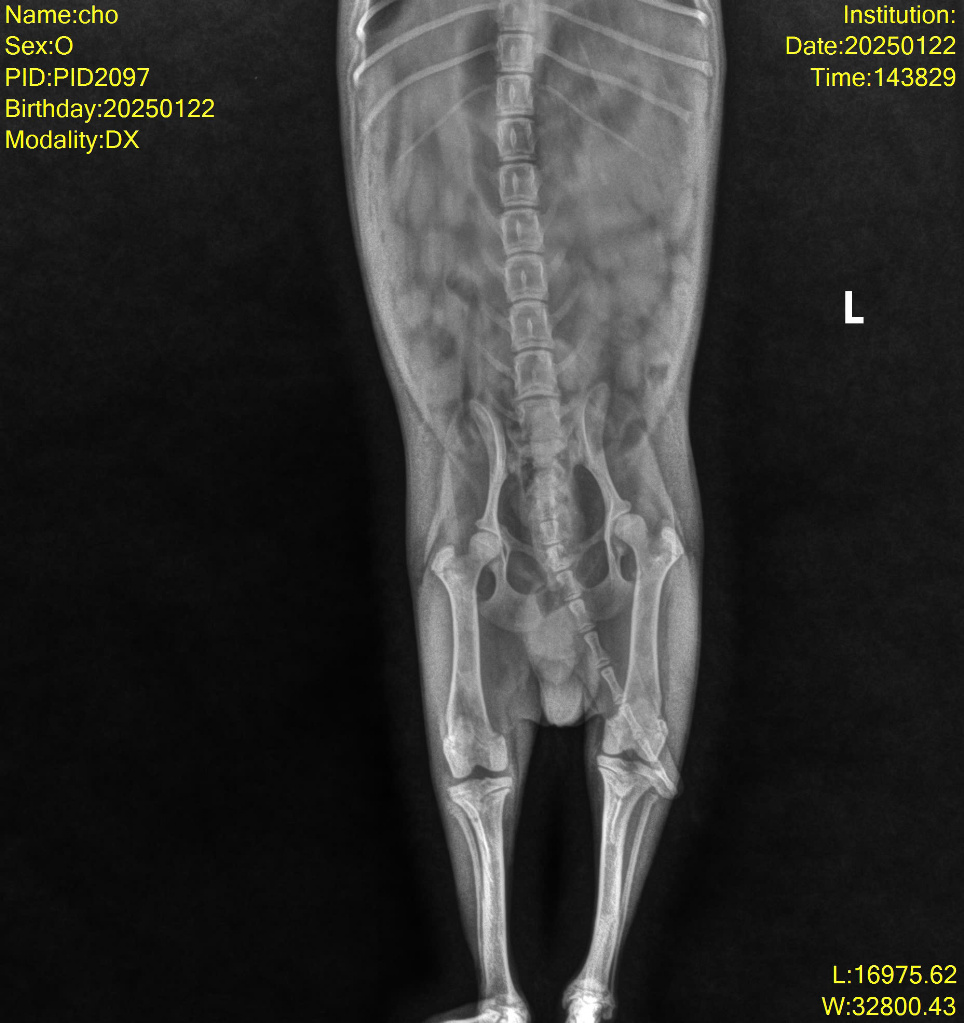 Name:cho
Sex:O
PID:PID2097
Birthday:20250122
Modality:DX
Institution:
Date:20250122
Time:143829
L
L:16975.62
W:32800.43